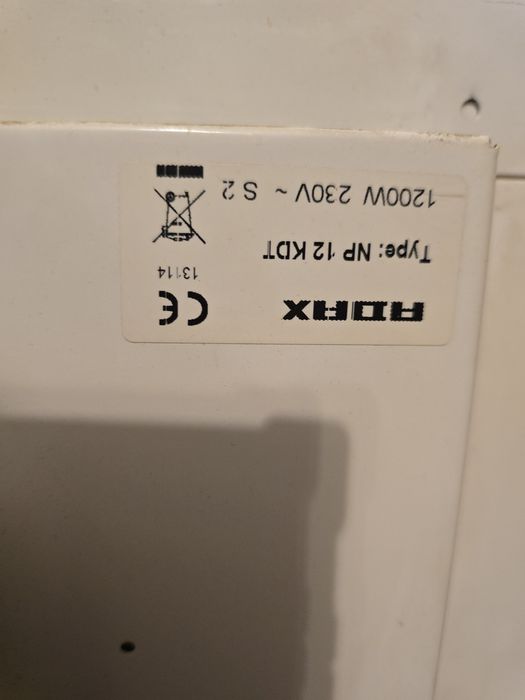 ADAX
CE
13114
Type: NP 12 KDT
1200W 230V ~ S 2